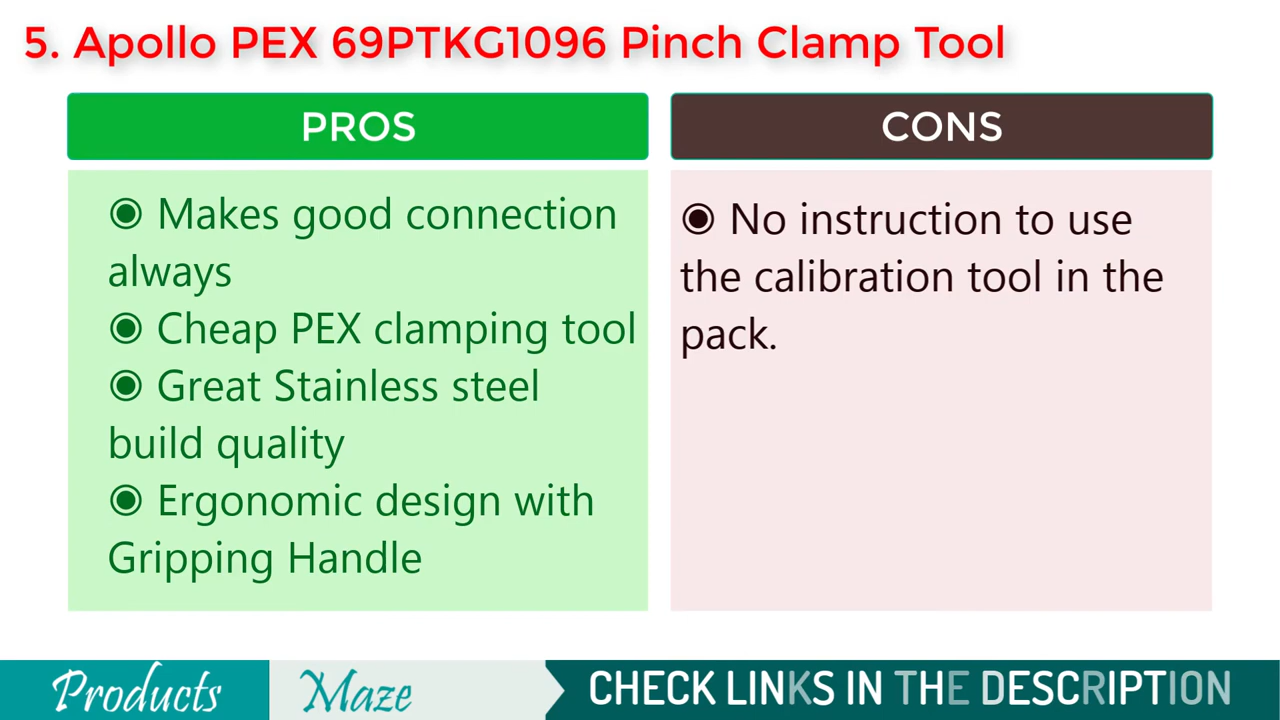 5. Apollo PEX 69PTKG1096 Pinch Clamp Tool
PROS
◉ Makes good connection
always
◉ Cheap PEX clamping tool
◉ Great Stainless steel
build quality
◉ Ergonomic design with
Gripping Handle
CONS
◉ No instruction to use
the calibration tool in the
pack.
Products Maze
CHECK LINKS IN THE DESCRIPTION